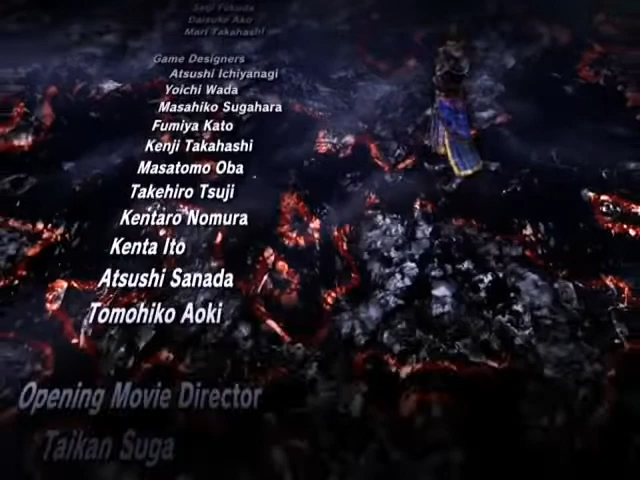 Seiji Fukuda
Daisuke Ako
Mari Takahashi
Game Designers
Atsushi Ichiyanagi
Yoichi Wada
Masahiko Sugahara
Fumiya Kato
Kenji Takahashi
Masatomo Oba
Takehiro Tsuji
Kentaro Nomura
Kenta Ito
Atsushi Sanada
Tomohiko Aoki
Opening Movie Director
Taikan Suga